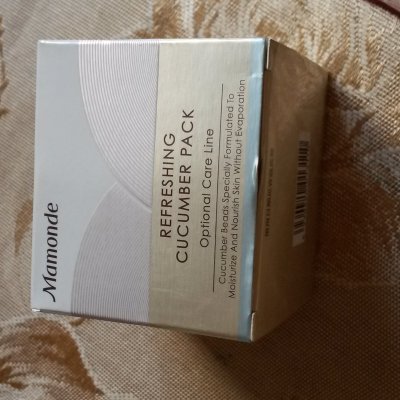 Mamonde
REFRESHING
CUCUMBER PACK
Optional Care Line
Cucumber Beads Specially Formulated To
Moisturize And Nourish Skin Without Evaporation